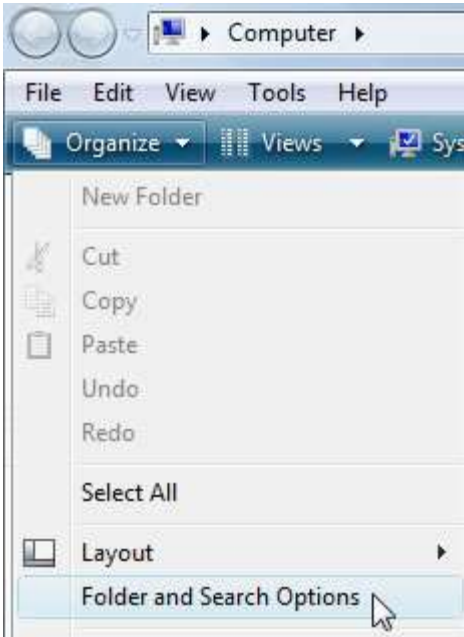 Computer
File Edit View Tools Help
Organize Views Sys
New Folder
Cut
Copy
Paste
Undo
Redo
Select All
Layout
Folder and Search Options